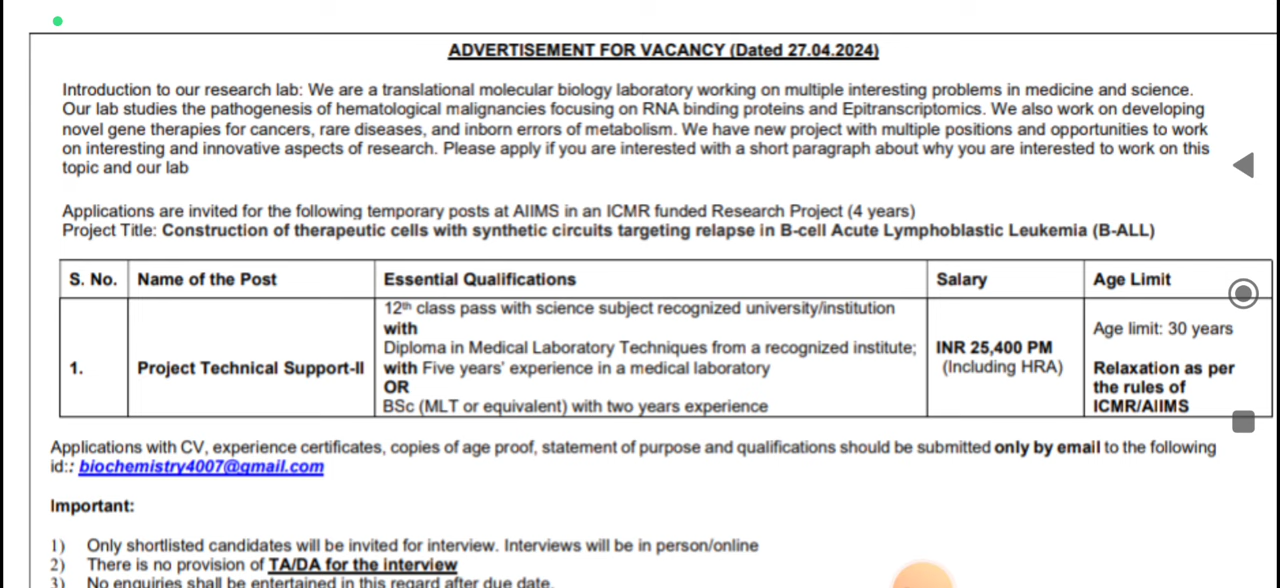 ADVERTISEMENT FOR VACANCY (Dated 27.04.2024)
Introduction to our research lab: We are a translational molecular biology laboratory working on multiple interesting problems in medicine and science.
Our lab studies the pathogenesis of hematological malignancies focusing on RNA binding proteins and Epitranscriptomics. We also work on developing
novel gene therapies for cancers, rare diseases, and inborn errors of metabolism. We have new project with multiple positions and opportunities to work
on interesting and innovative aspects of research. Please apply if you are interested with a short paragraph about why you are interested to work on this
topic and our lab
Applications are invited for the following temporary posts at AIIMS in an ICMR funded Research Project (4 years)
Project Title: Construction of therapeutic cells with synthetic circuits targeting relapse in B-cell Acute Lymphoblastic Leukemia (B-ALL)
S. No. Name of the Post Essential Qualifications Salary Age Limit
1.
Project Technical Support-II
12th class pass with science subject recognized university/institution
with
Diploma in Medical Laboratory Techniques from a recognized institute;
with Five years' experience in a medical laboratory
OR
BSc (MLT or equivalent) with two years experience
INR 25,400 PM
(Including HRA)
Age limit: 30 years
Relaxation as per
the rules of
ICMR/AIIMS
Applications with CV, experience certificates, copies of age proof, statement of purpose and qualifications should be submitted only by email to the following
id:: biochemistry4007@gmail.com
Important:
1) Only shortlisted candidates will be invited for interview. Interviews will be in person/online
2) There is no provision of TA/DA for the interview
3) No enquiries shall be entertained in this regard after due date.